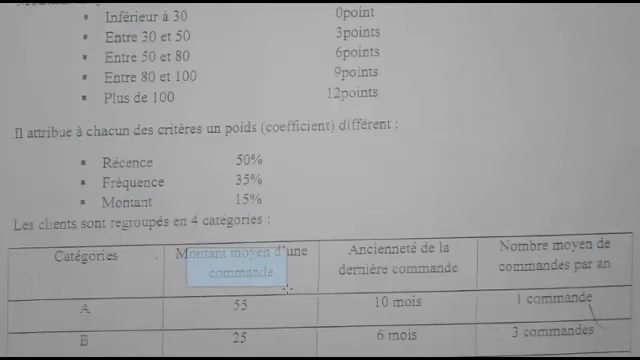 Inférieur à 30 0point
Entre 30 et 50 3points
Entre 50 et 80 6points
Entre 80 et 100 9points
Plus de 100 12points
Il attribue à chacun des critères un poids (coefficient) différent :
Récence 50%
Fréquence 35%
Montant 15%
Les clients sont regroupés en 4 catégories :
Catégories Montant moyen d'une commande Ancienneté de la dernière commande Nombre moyen de commandes par an
A 55 10 mois 1 commande
B 25 6 mois 3 commandes